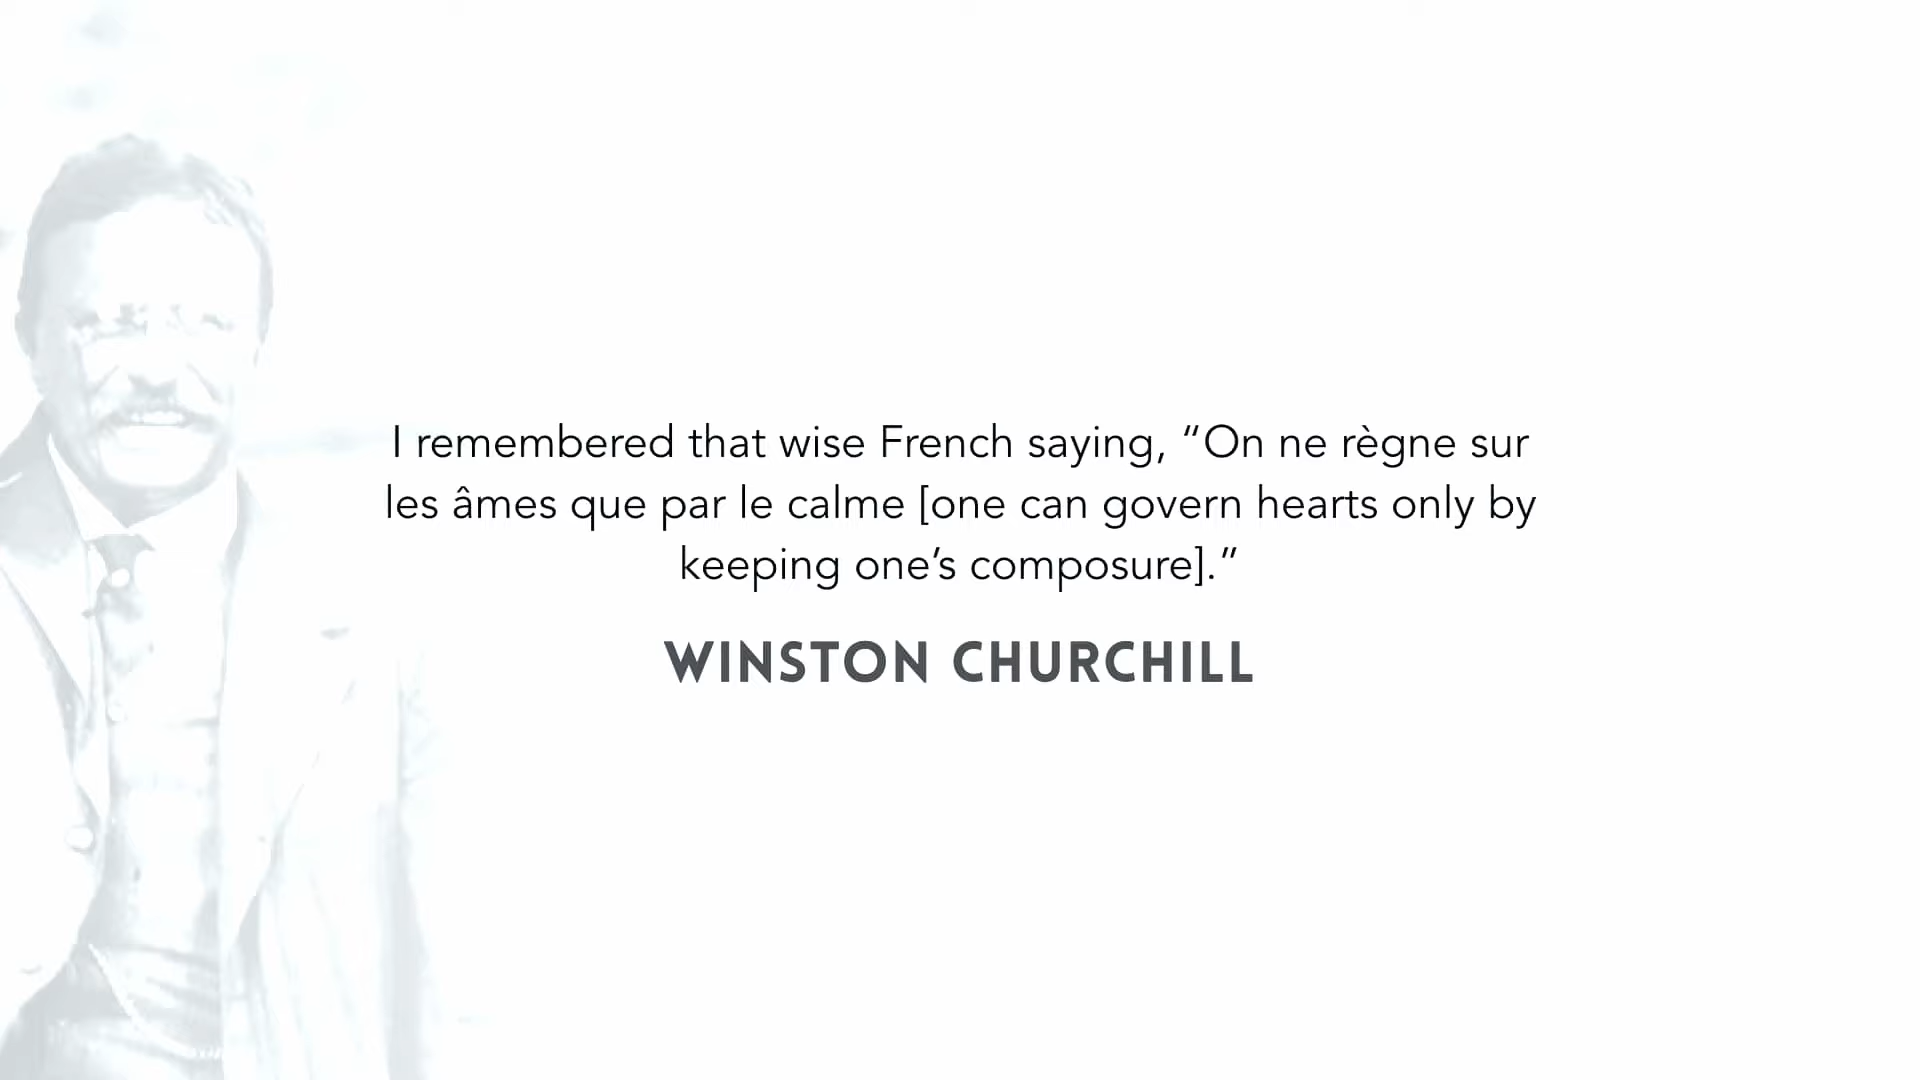 I remembered that wise French saying, “On ne règne sur
les âmes que par le calme [one can govern hearts only by
keeping one’s composure].”
WINSTON CHURCHILL